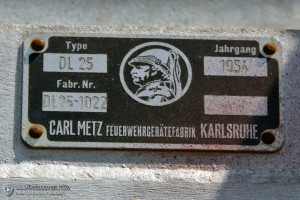 Type Jahrgang
DL 25 1954
Fabr. Nr.
DL25-1022
CARL METZ FEUERWEHRGERÄTEFABRIK KARLSRUHE